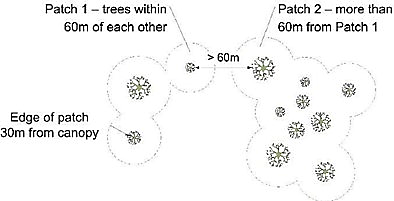 Patch 1 – trees within
60m of each other
Patch 2 – more than
60m from Patch 1
> 60m
Edge of patch
30m from canopy